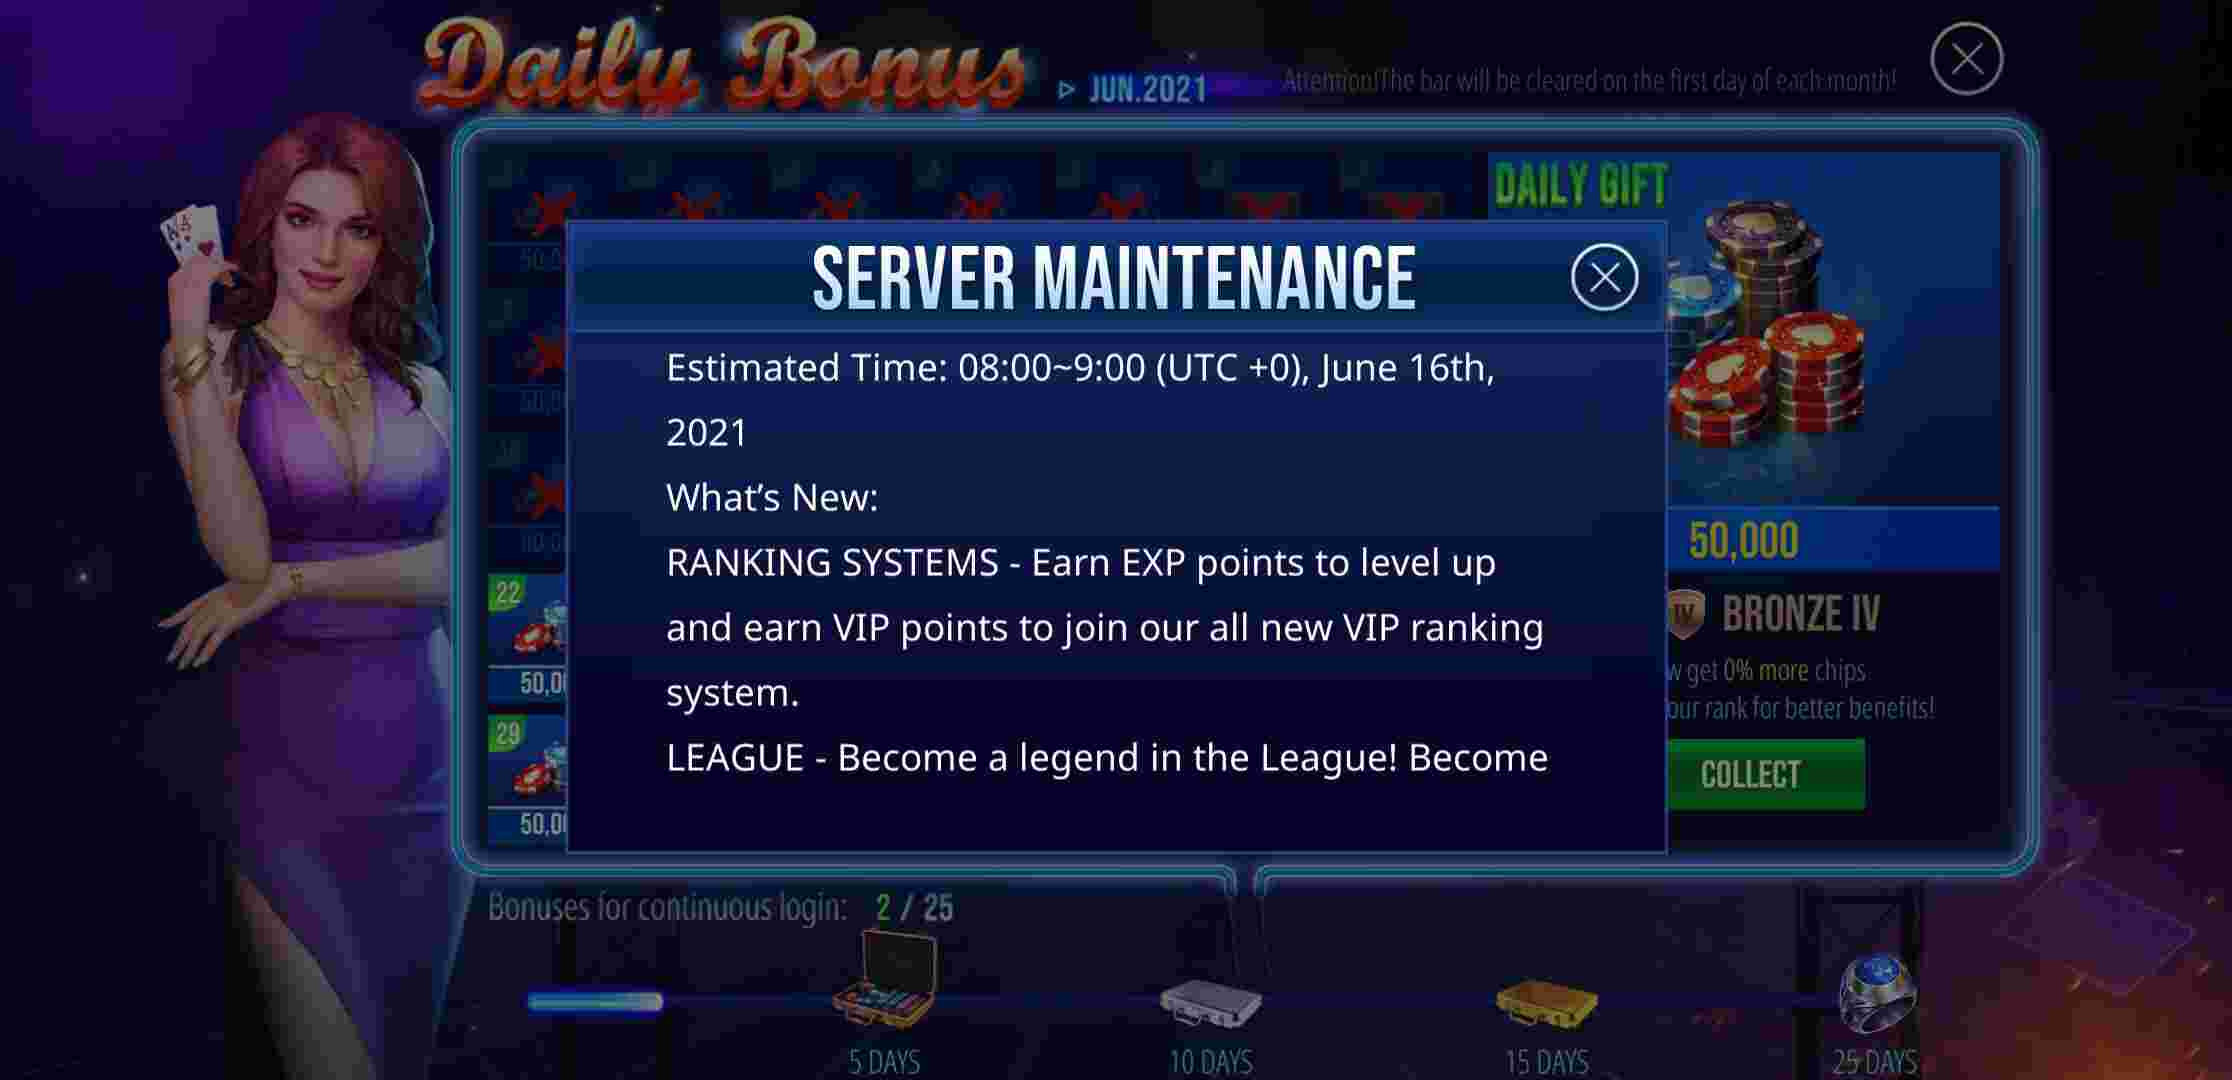 Daily Bonus
JUN.2021
Attention!The bar will be cleared on the first day of each month!
DAILY GIFT
SERVER MAINTENANCE
Estimated Time: 08:00~9:00 (UTC +0), June 16th,
2021
What's New:
RANKING SYSTEMS - Earn EXP points to level up
and earn VIP points to join our all new VIP ranking
system.
LEAGUE - Become a legend in the League! Become
50,000
IV BRONZE IV
get 0% more chips
rank for better benefits!
COLLECT
22
29
Bonuses for continuous login: 2 / 25
5 DAYS
10 DAYS
15 DAYS
25 DAYS